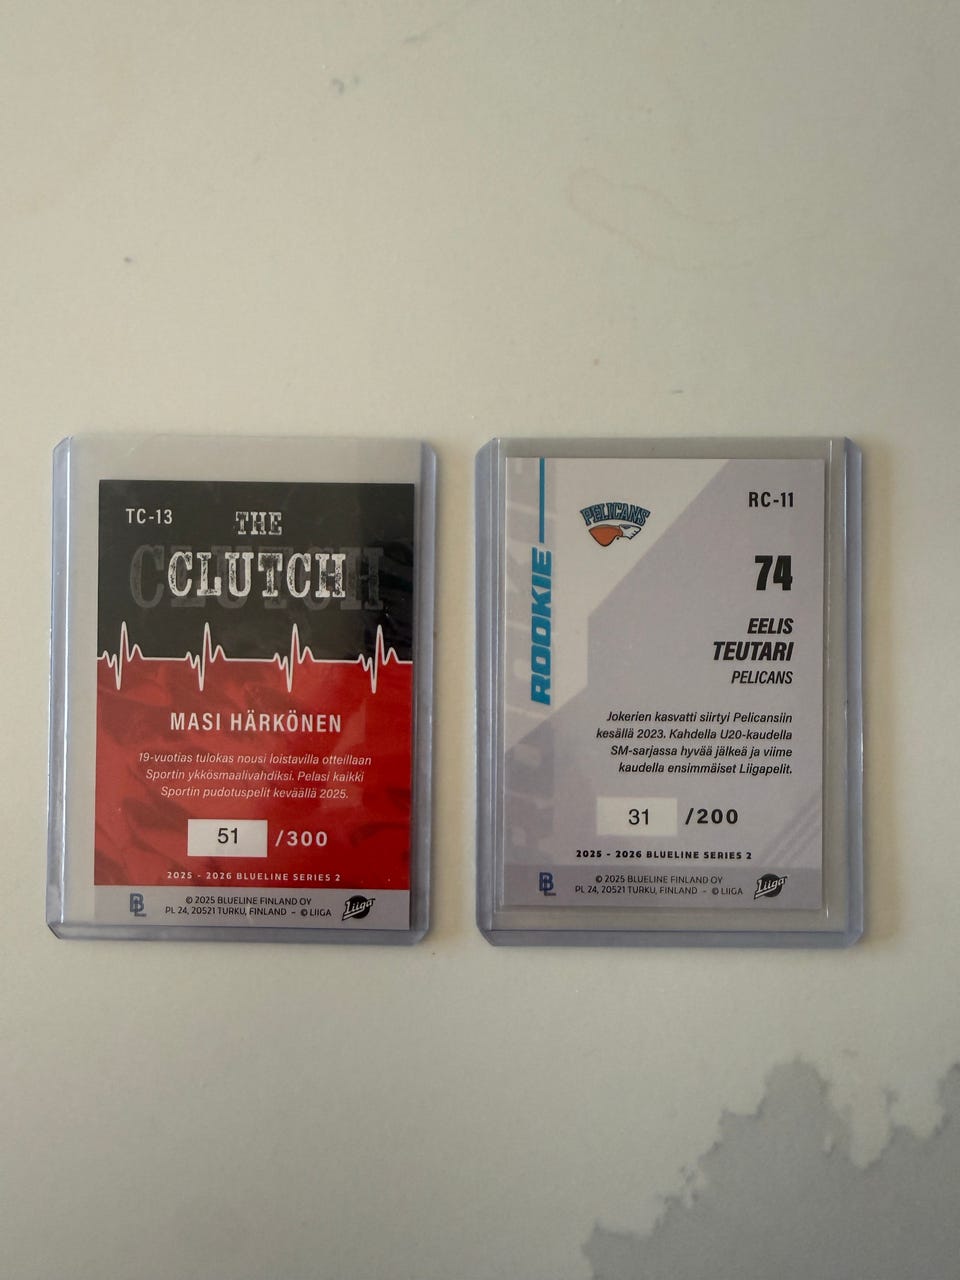 TC-13
THE
CLUTCH
MASI HÄRKÖNEN
19-vuotias tulokas nousi loistavilla otteillaan
Sportin ykkösmaalivahdiksi. Pelasi kaikki
Sportin pudotuspelit keväällä 2025.
51 /300
2025 - 2026 BLUELINE SERIES 2
BL
© 2025 BLUELINE FINLAND OY
PL 24, 20521 TURKU, FINLAND - © LIIGA
Liiga
ROOKIE
PELICANS
RC-11
74
EELIS
TEUTARI
PELICANS
Jokerien kasvatti siirtyi Pelicansiin
kesällä 2023. Kahdella U20-kaudella
SM-sarjassa hyvää jälkeä ja viime
kaudella ensimmäiset Liigapelit.
31 /200
2025 - 2026 BLUELINE SERIES 2
BL
© 2025 BLUELINE FINLAND OY
PL 24, 20521 TURKU, FINLAND - © LIIGA
Liiga